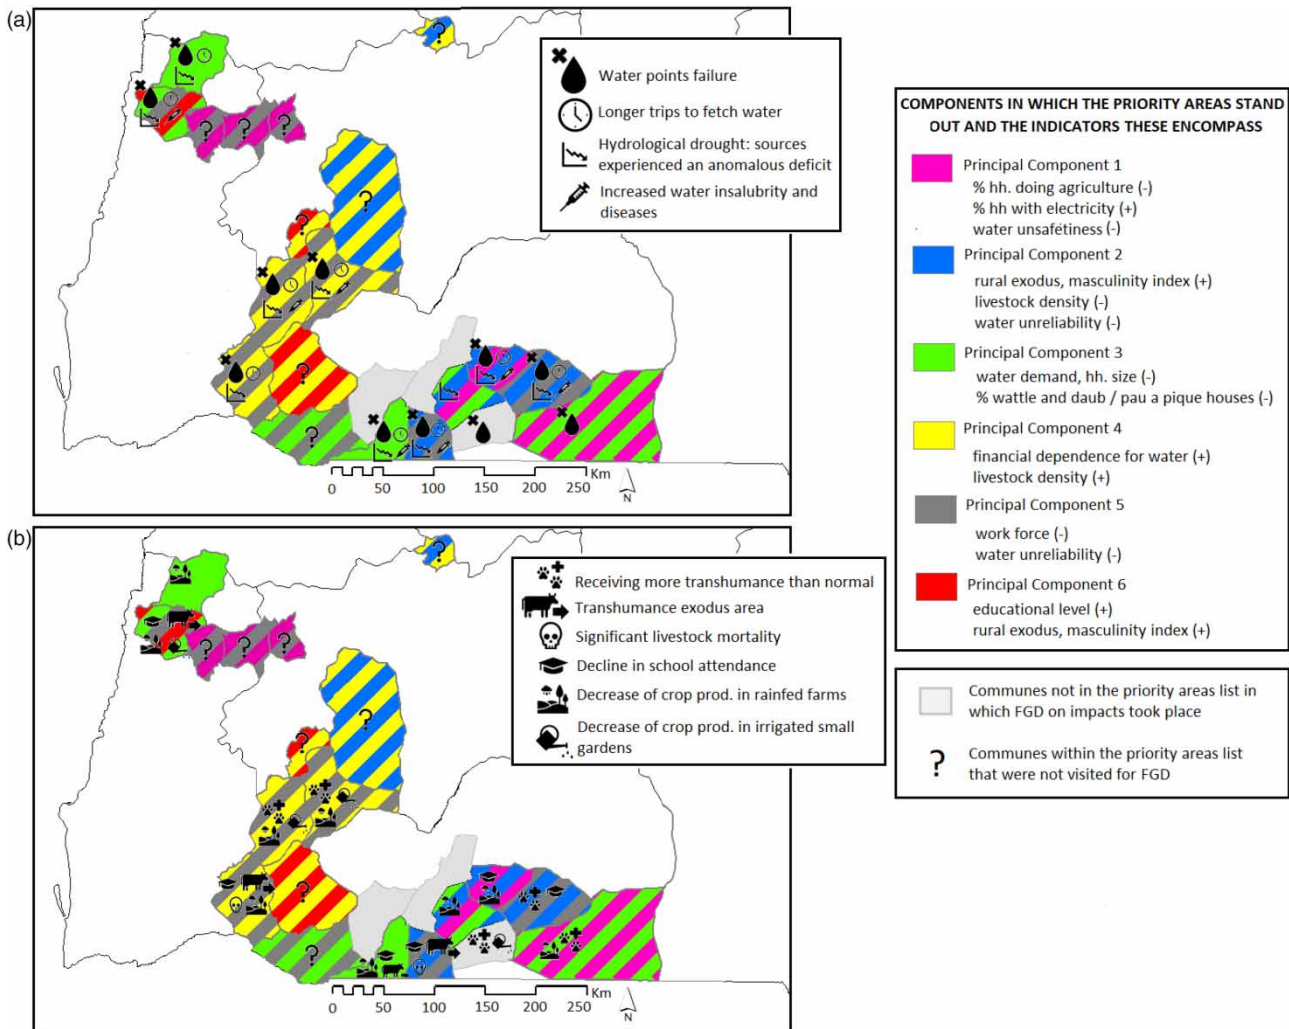 (a)
?
Water points failure
Longer trips to fetch water
Hydrological drought: sources
experienced an anomalous deficit
Increased water insalubrity and
diseases
? ? ?
?
?
?
?
Km
0 50 100 150 200 250
N
(b)
?
Receiving more transhumance than normal
Transhumance exodus area
Significant livestock mortality
Decline in school attendance
Decrease of crop prod. in rainfed farms
Decrease of crop prod. in irrigated small
gardens
? ? ?
?
?
?
?
Km
0 50 100 150 200 250
N
COMPONENTS IN WHICH THE PRIORITY AREAS STAND
OUT AND THE INDICATORS THESE ENCOMPASS
Principal Component 1
% hh. doing agriculture (-)
% hh with electricity (+)
water unsafetiness (-)
Principal Component 2
rural exodus, masculinity index (+)
livestock density (-)
water unreliability (-)
Principal Component 3
water demand, hh. size (-)
% wattle and daub / pau a pique houses (-)
Principal Component 4
financial dependence for water (+)
livestock density (+)
Principal Component 5
work force (-)
water unreliability (-)
Principal Component 6
educational level (+)
rural exodus, masculinity index (+)
Communes not in the priority areas list in
which FGD on impacts took place
? Communes within the priority areas list
that were not visited for FGD